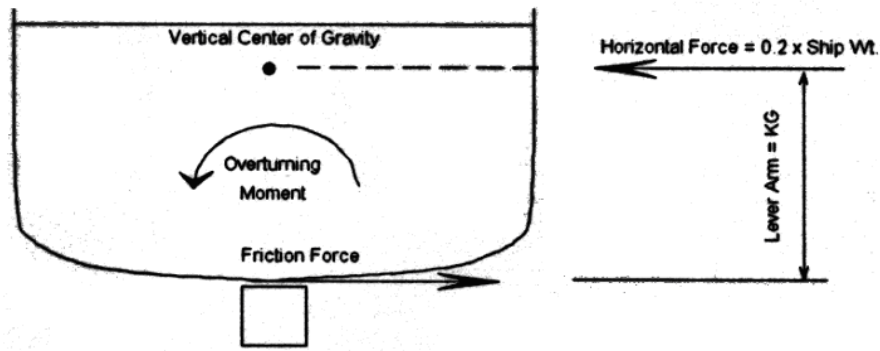 Vertical Center of Gravity
Horizontal Force = 0.2 x Ship Wt.
Lever Arm = KG
Overturning
Moment
Friction Force